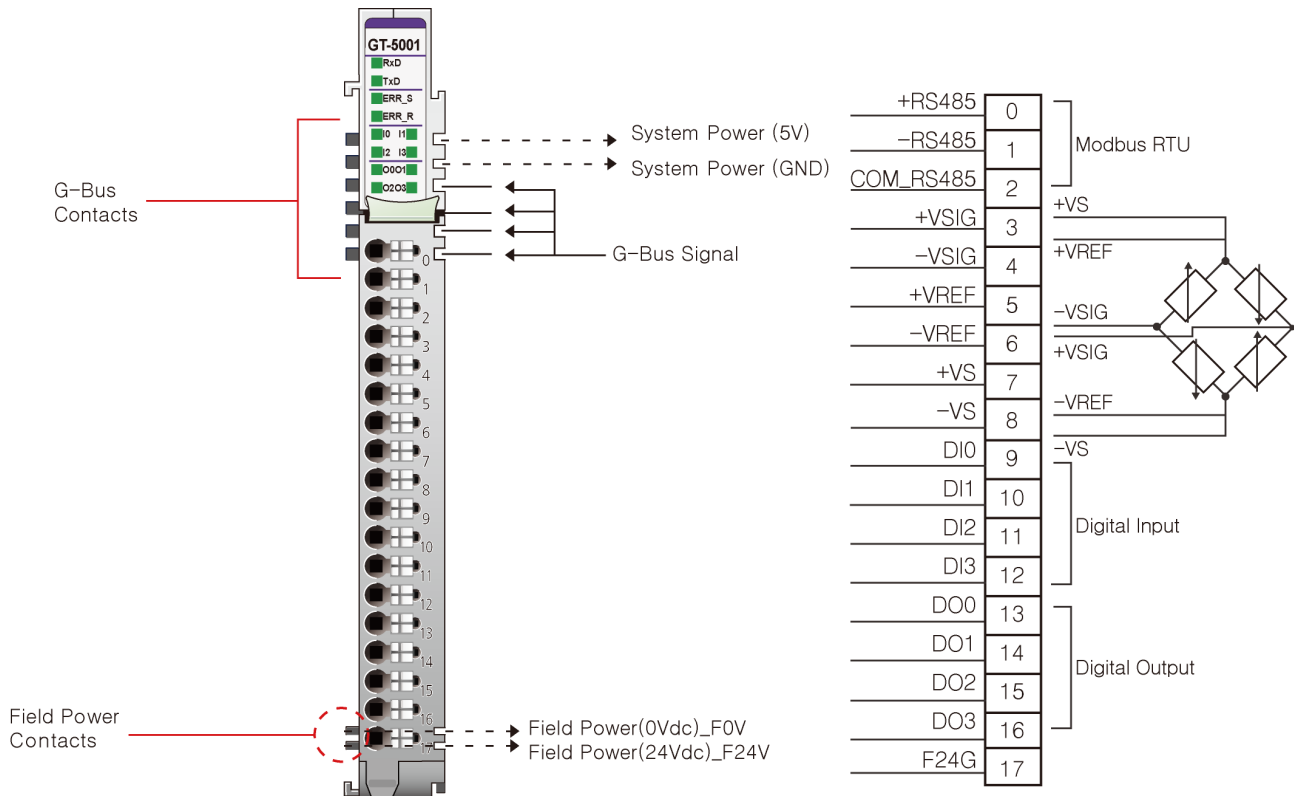 GT-5001
RxD
TxD
ERR_S
ERR_R
I0 I1
I2 I3
O0O1
O2O3
G-Bus
Contacts
System Power (5V)
System Power (GND)
G-Bus Signal
0
1
2
3
4
5
6
7
8
9
10
11
12
13
14
15
16
17
Field Power
Contacts
Field Power(0Vdc)_F0V
Field Power(24Vdc)_F24V
+RS485 0
-RS485 1
COM_RS485 2
Modbus RTU
+VSIG 3
-VSIG 4
+VREF 5
-VREF 6
+VS 7
-VS 8
DI0 9
DI1 10
DI2 11
DI3 12
DO0 13
DO1 14
DO2 15
DO3 16
F24G 17
+VS
+VREF
-VSIG
+VSIG
-VREF
-VS
Digital Input
Digital Output